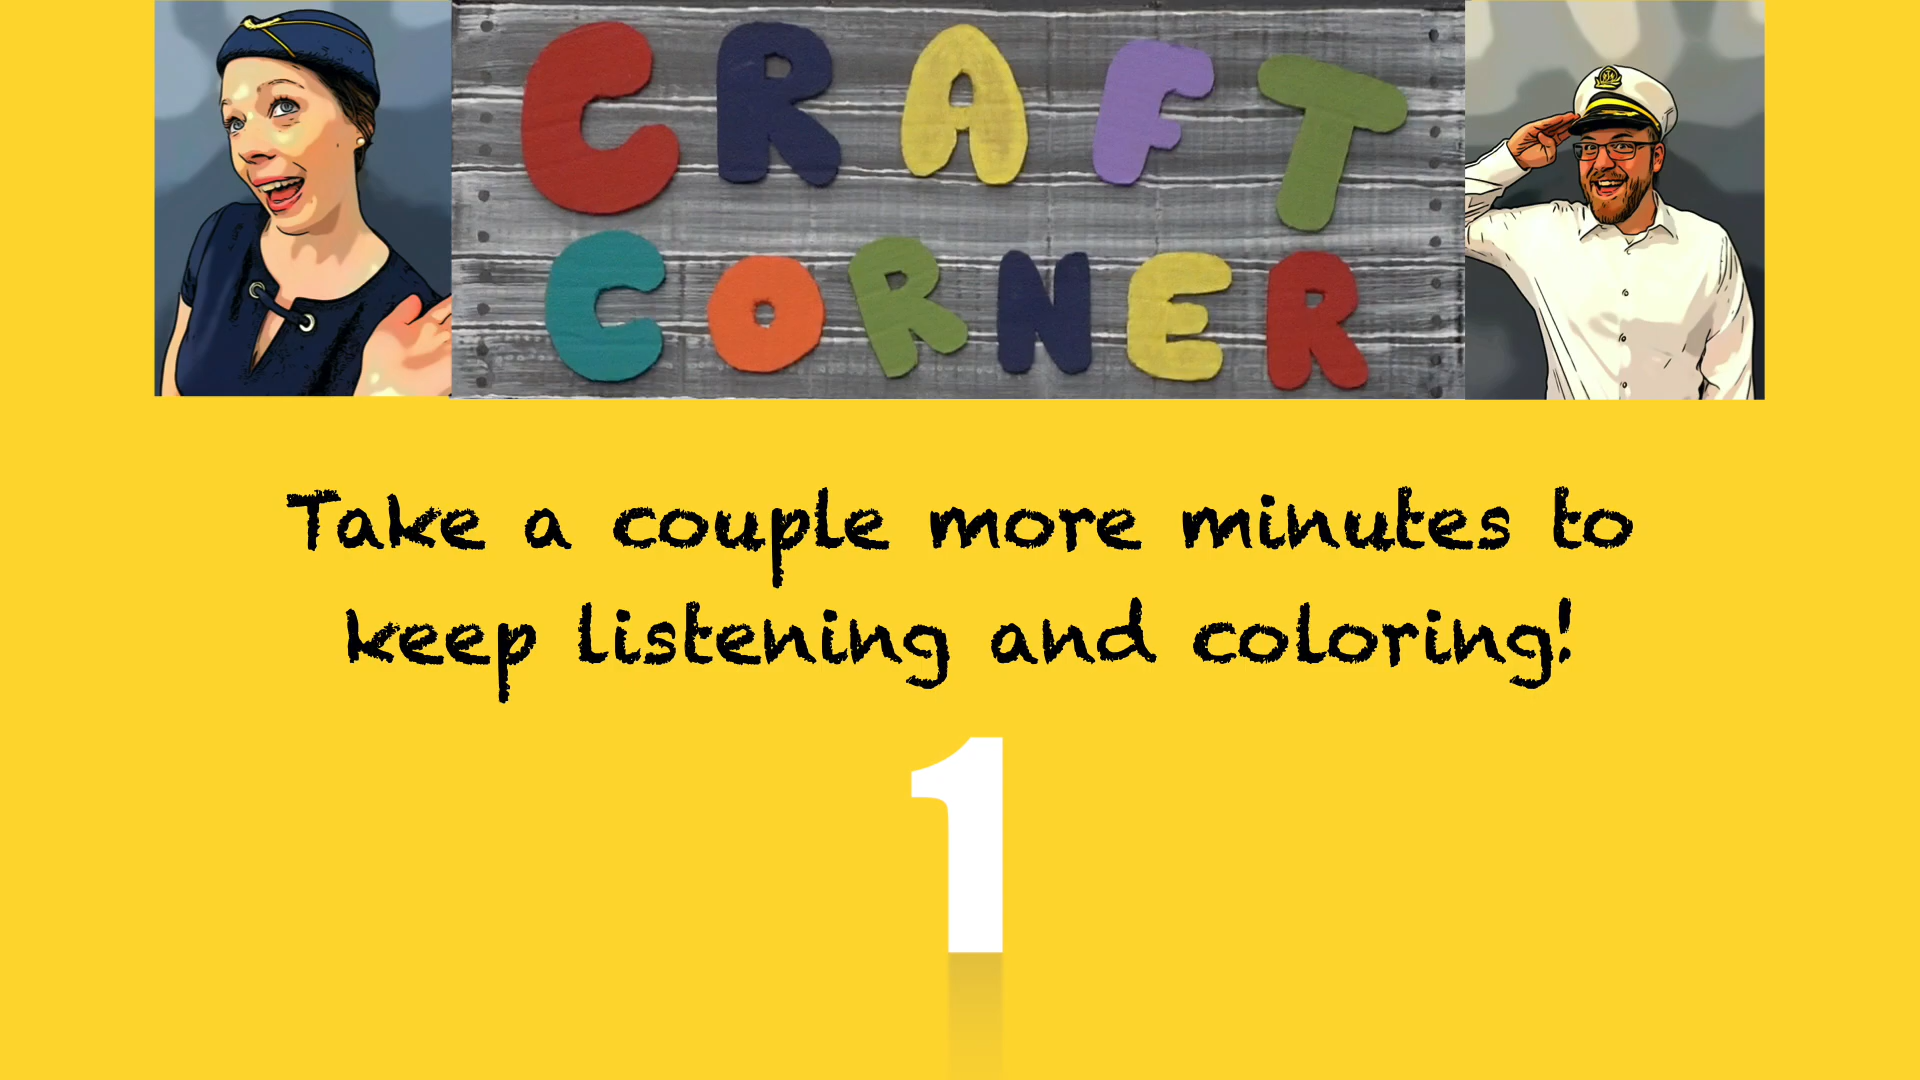 CRAFT
CORNER
Take a couple more minutes to
keep listening and coloring!
1